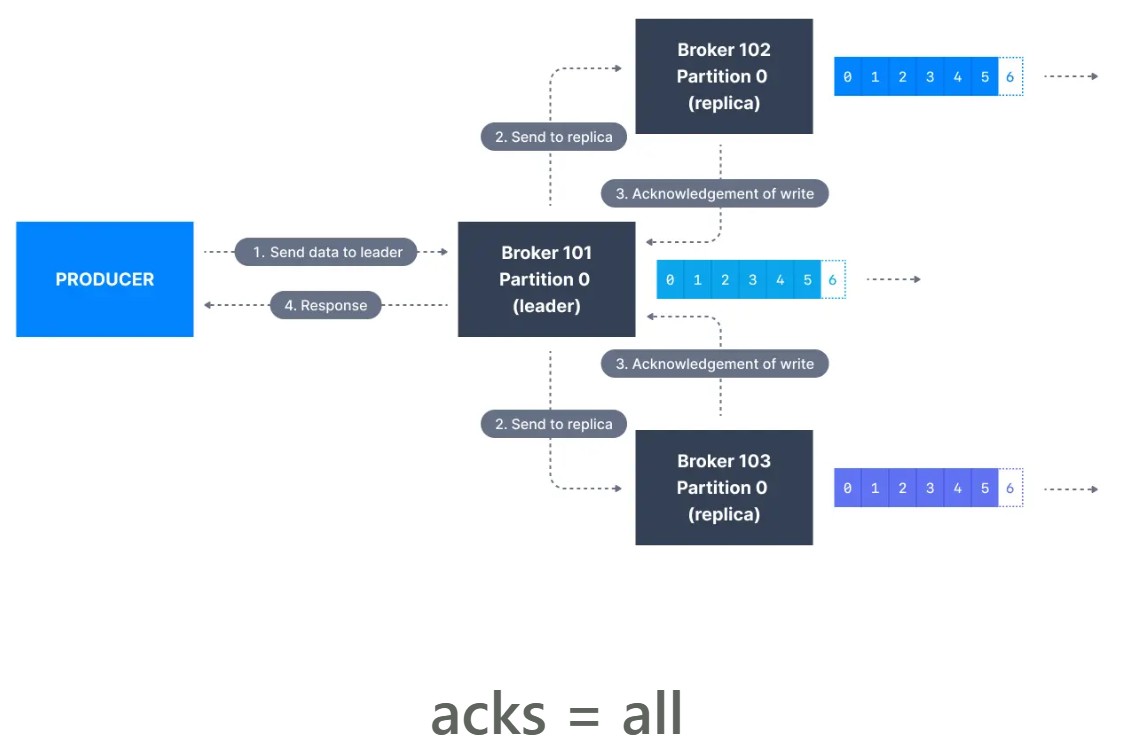 Broker 102
Partition 0
(replica)
0 1 2 3 4 5 6
2. Send to replica
3. Acknowledgement of write
PRODUCER
1. Send data to leader
4. Response
Broker 101
Partition 0
(leader)
0 1 2 3 4 5 6
3. Acknowledgement of write
2. Send to replica
Broker 103
Partition 0
(replica)
0 1 2 3 4 5 6
acks = all